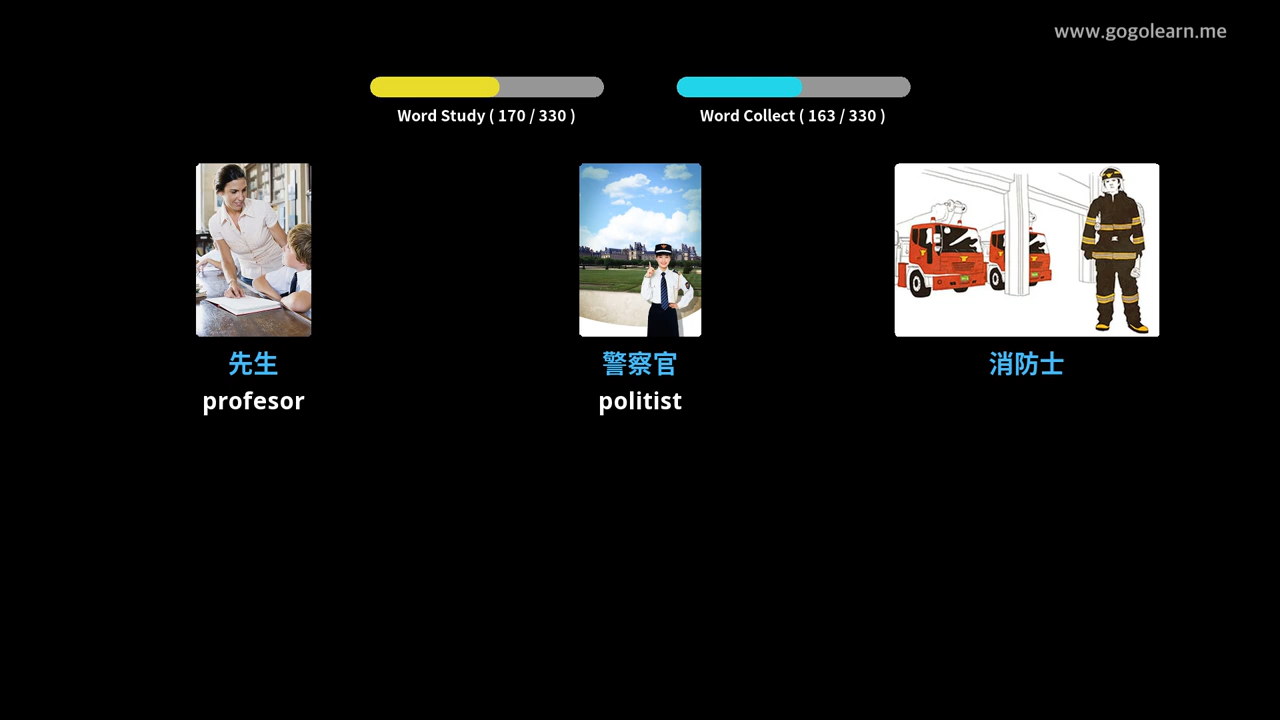 www.gogolearn.me
Word Study ( 170 / 330 )
Word Collect ( 163 / 330 )
先生
警察官
消防士
profesor
politist